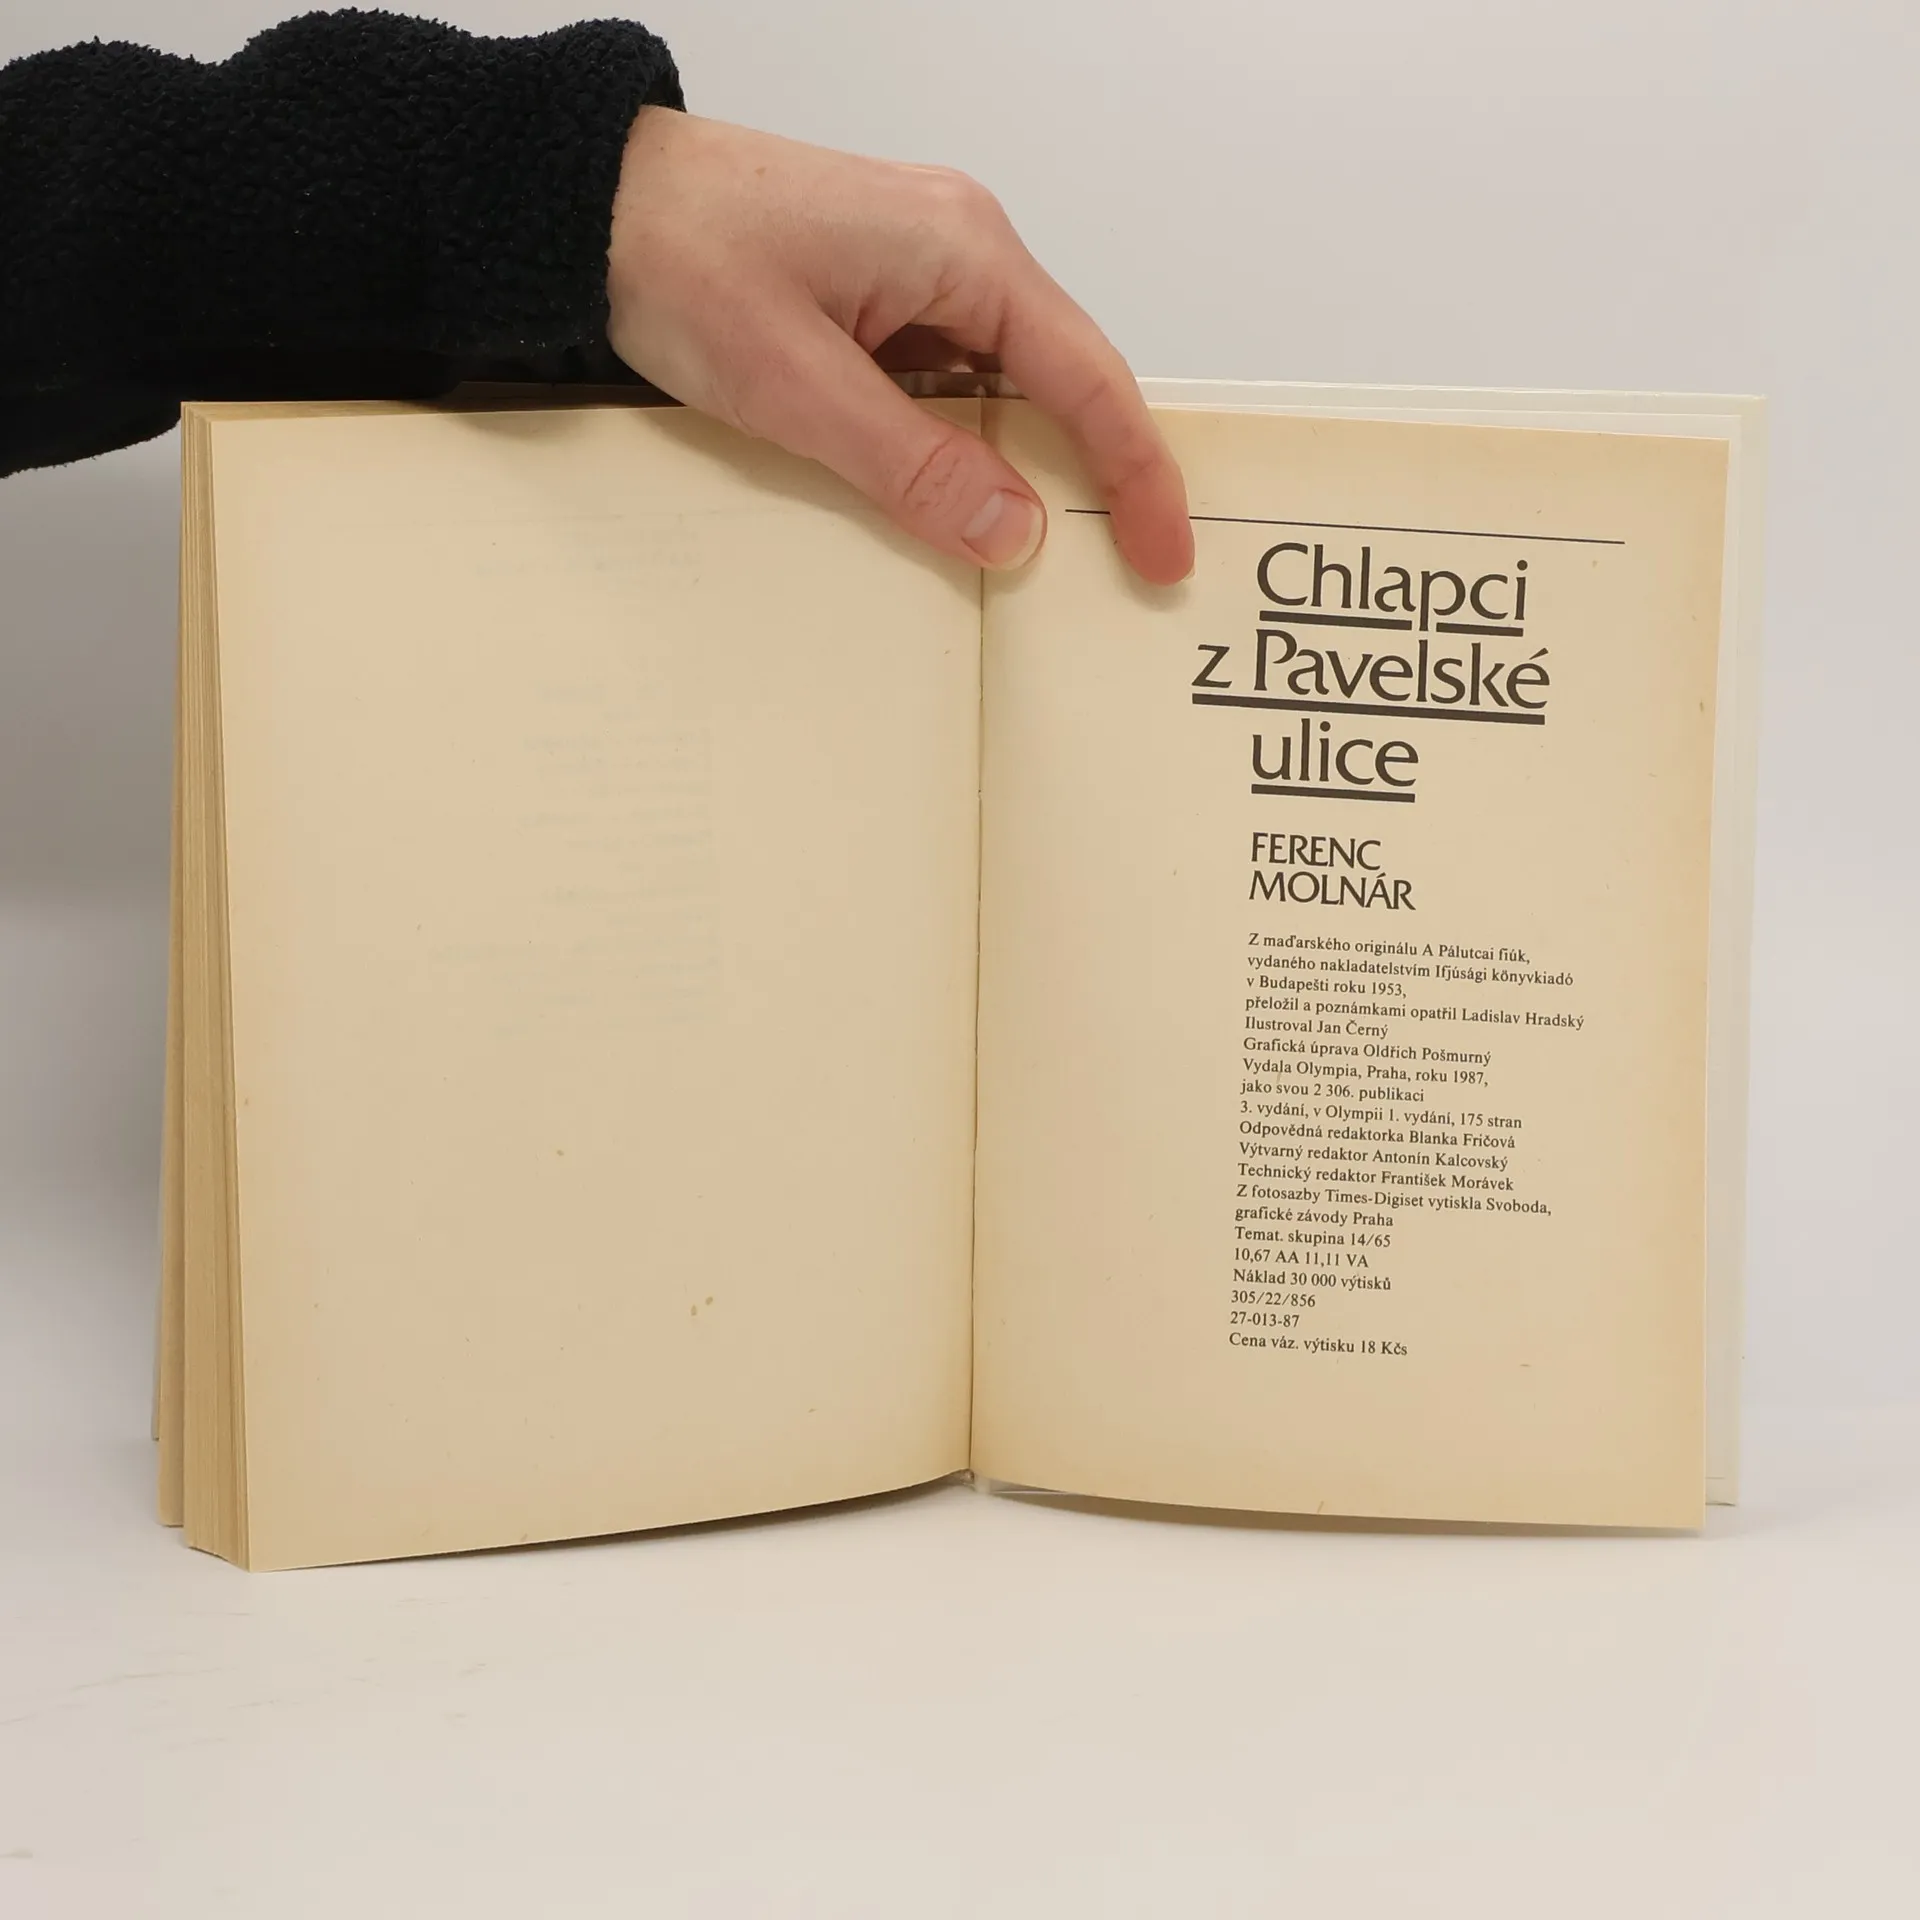 Chlapci
z Pavelské
ulice
FERENC
MOLNÁR
Z maďarského originálu A Pálutcai fiúk,
vydaného nakladatelstvím Ifjúsági könyvkiadó
v Budapešti roku 1953,
přeložil a poznámkami opatřil Ladislav Hradský
Ilustroval Jan Černý
Grafická úprava Oldřich Pošmurný
Vydala Olympia, Praha, roku 1987,
jako svou 2 306. publikaci
3. vydání, v Olympii 1. vydání, 175 stran
Odpovědná redaktorka Blanka Fričová
Výtvarný redaktor Antonín Kalcovský
Technický redaktor František Morávek
Z fotosazby Times-Digiset vytiskla Svoboda,
grafické závody Praha
Temat. skupina 14/65
10,67 AA 11,11 VA
Náklad 30 000 výtisků
305/22/856
27-013-87
Cena váz. výtisku 18 Kčs